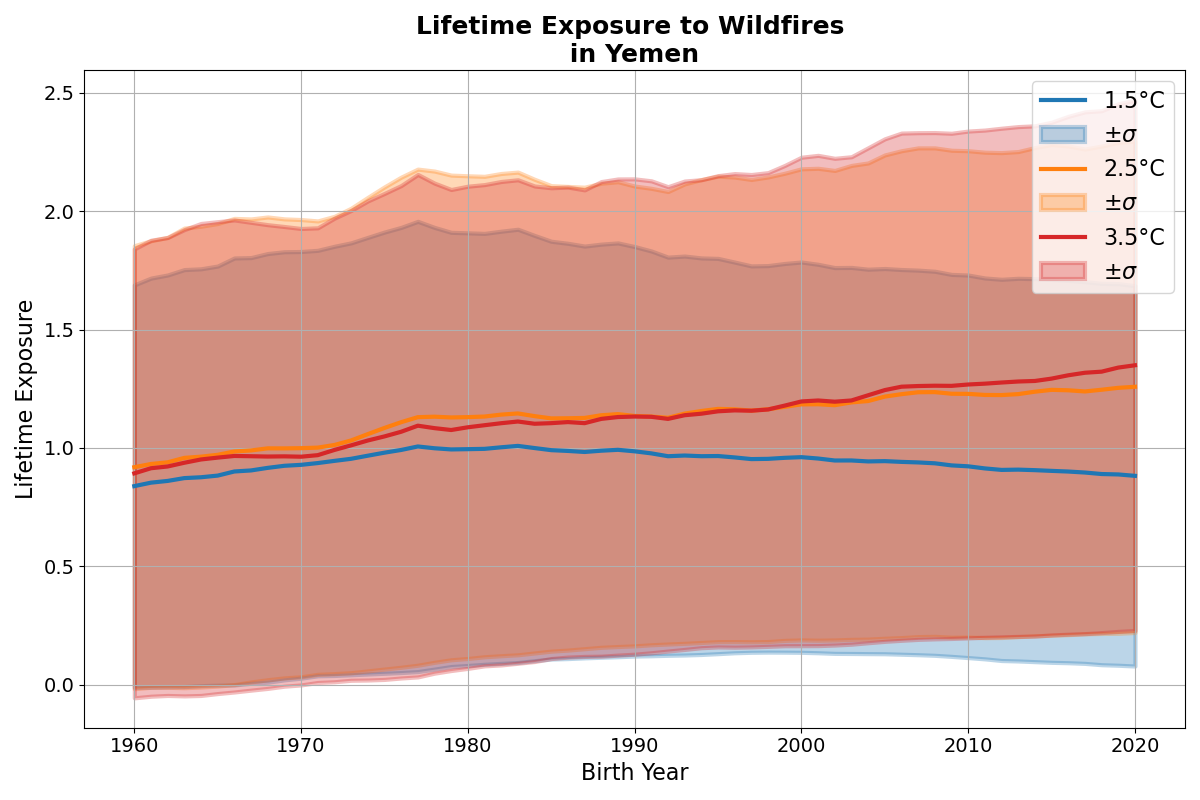 Lifetime Exposure to Wildfires
in Yemen
2.5
2.0
1.5
1.0
0.5
0.0
Lifetime Exposure
1960
1970
1980
1990
2000
2010
2020
Birth Year
1.5°C
±σ
2.5°C
±σ
3.5°C
±σ